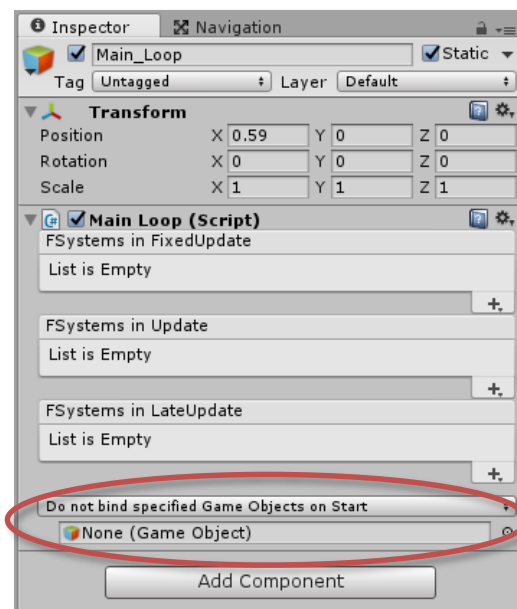 Inspector Navigation
Main_Loop Static
Tag Untagged Layer Default
Transform
Position X 0.59 Y 0 Z 0
Rotation X 0 Y 0 Z 0
Scale X 1 Y 1 Z 1
C# Main Loop (Script)
FSystems in FixedUpdate
List is Empty
+
FSystems in Update
List is Empty
+
FSystems in LateUpdate
List is Empty
+
Do not bind specified Game Objects on Start
None (Game Object)
Add Component